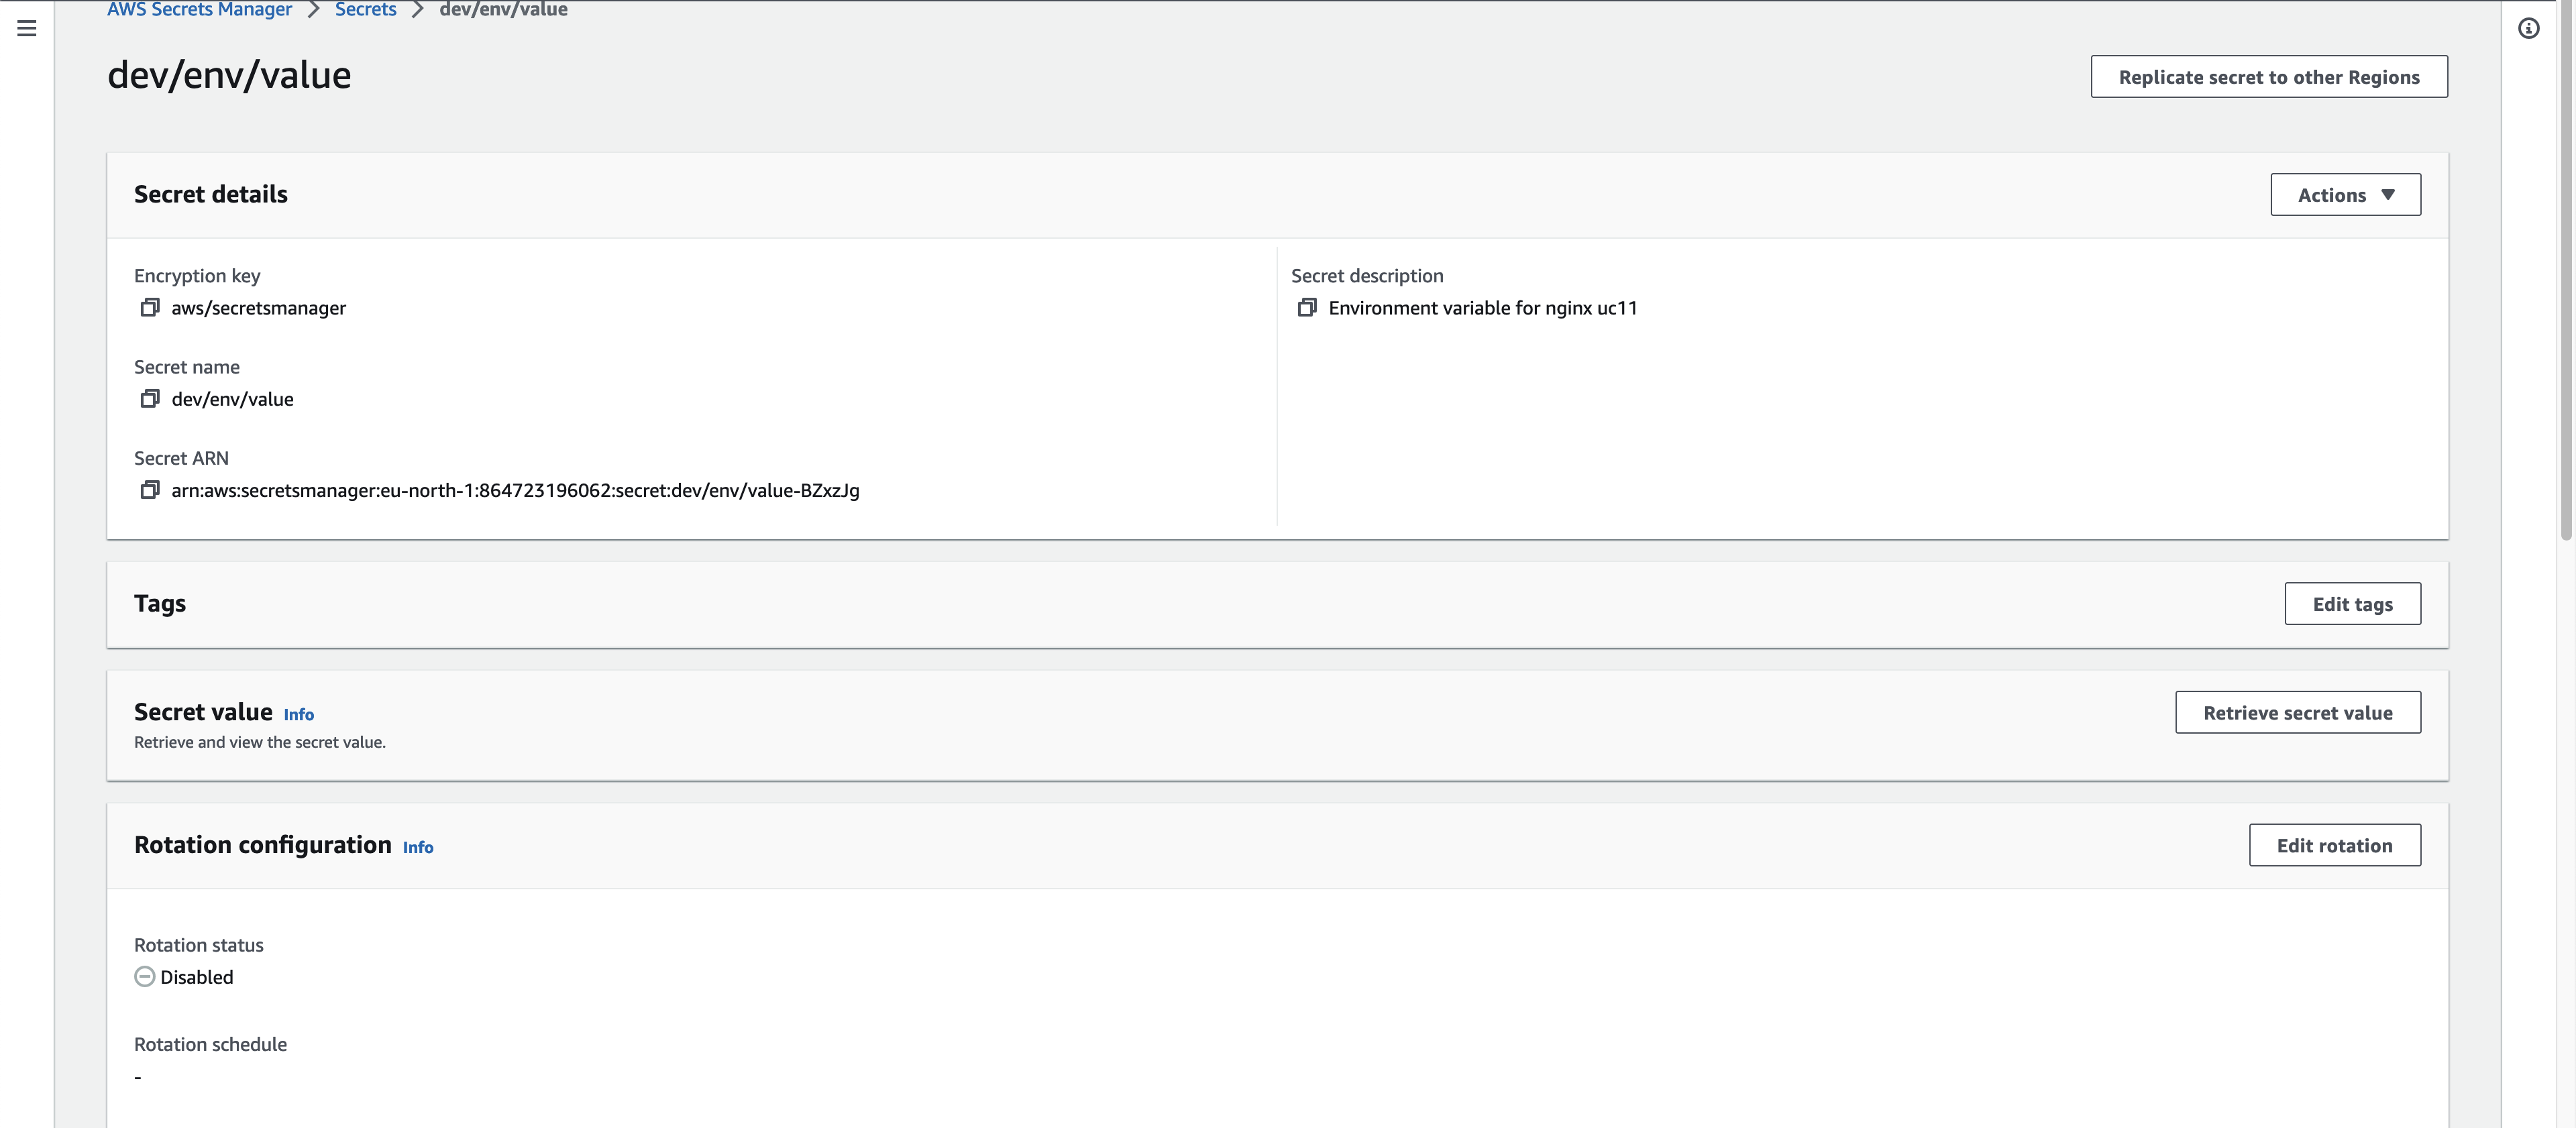 AWS Secrets Manager > Secrets > dev/env/value
dev/env/value
Replicate secret to other Regions
Secret details
Actions
Encryption key
aws/secretsmanager
Secret description
Environment variable for nginx uc11
Secret name
dev/env/value
Secret ARN
arn:aws:secretsmanager:eu-north-1:864723196062:secret:dev/env/value-BZxzJg
Tags
Edit tags
Secret value Info
Retrieve secret value
Retrieve and view the secret value.
Rotation configuration Info
Edit rotation
Rotation status
Disabled
Rotation schedule
-